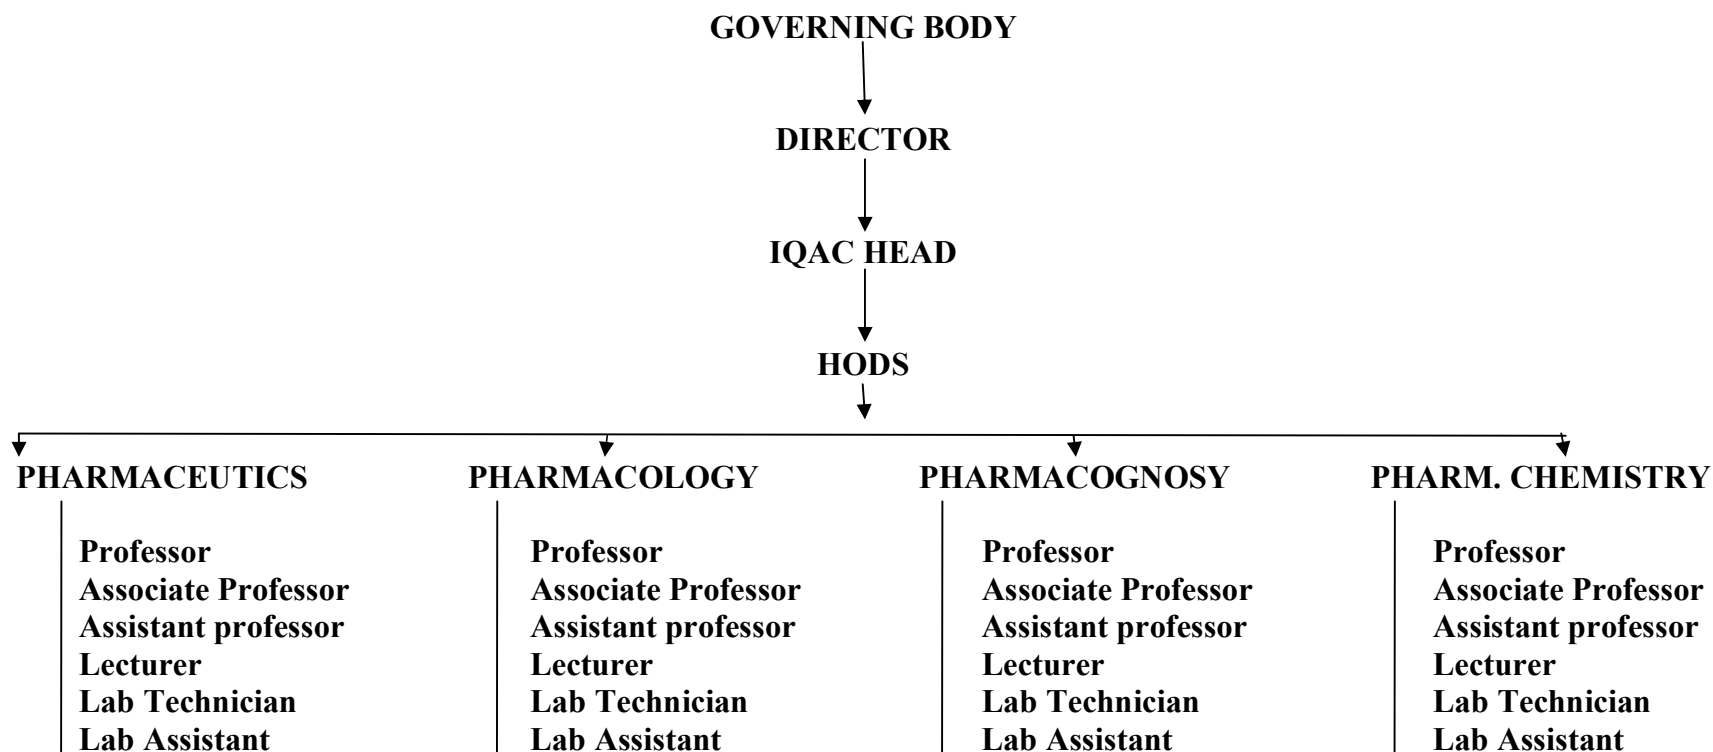 GOVERNING BODY
DIRECTOR
IQAC HEAD
HODS
PHARMACEUTICS PHARMACOLOGY PHARMACOGNOSY PHARM. CHEMISTRY
Professor Professor Professor Professor
Associate Professor Associate Professor Associate Professor Associate Professor
Assistant professor Assistant professor Assistant professor Assistant professor
Lecturer Lecturer Lecturer Lecturer
Lab Technician Lab Technician Lab Technician Lab Technician
Lab Assistant Lab Assistant Lab Assistant Lab Assistant